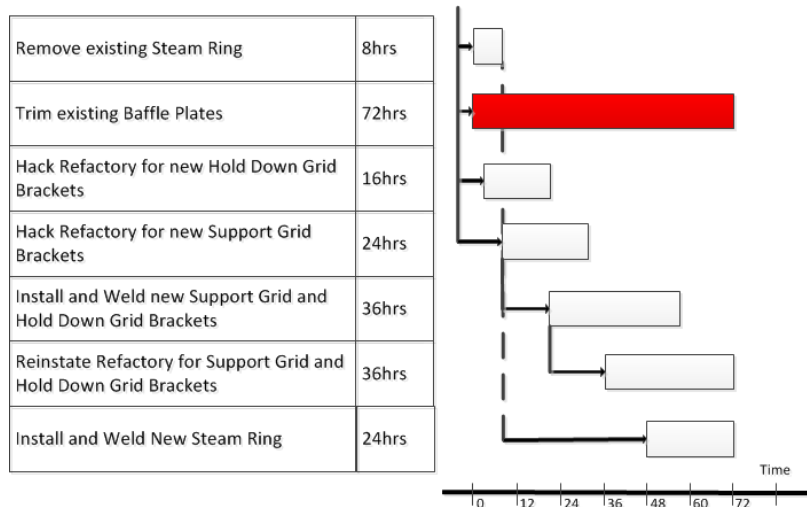 Remove existing Steam Ring
8hrs
Trim existing Baffle Plates
72hrs
Hack Refactory for new Hold Down Grid
Brackets
16hrs
Hack Refactory for new Support Grid
Brackets
24hrs
Install and Weld new Support Grid and
Hold Down Grid Brackets
36hrs
Reinstate Refactory for Support Grid and
Hold Down Grid Brackets
36hrs
Install and Weld New Steam Ring
24hrs
Time
0 12 24 36 48 60 72